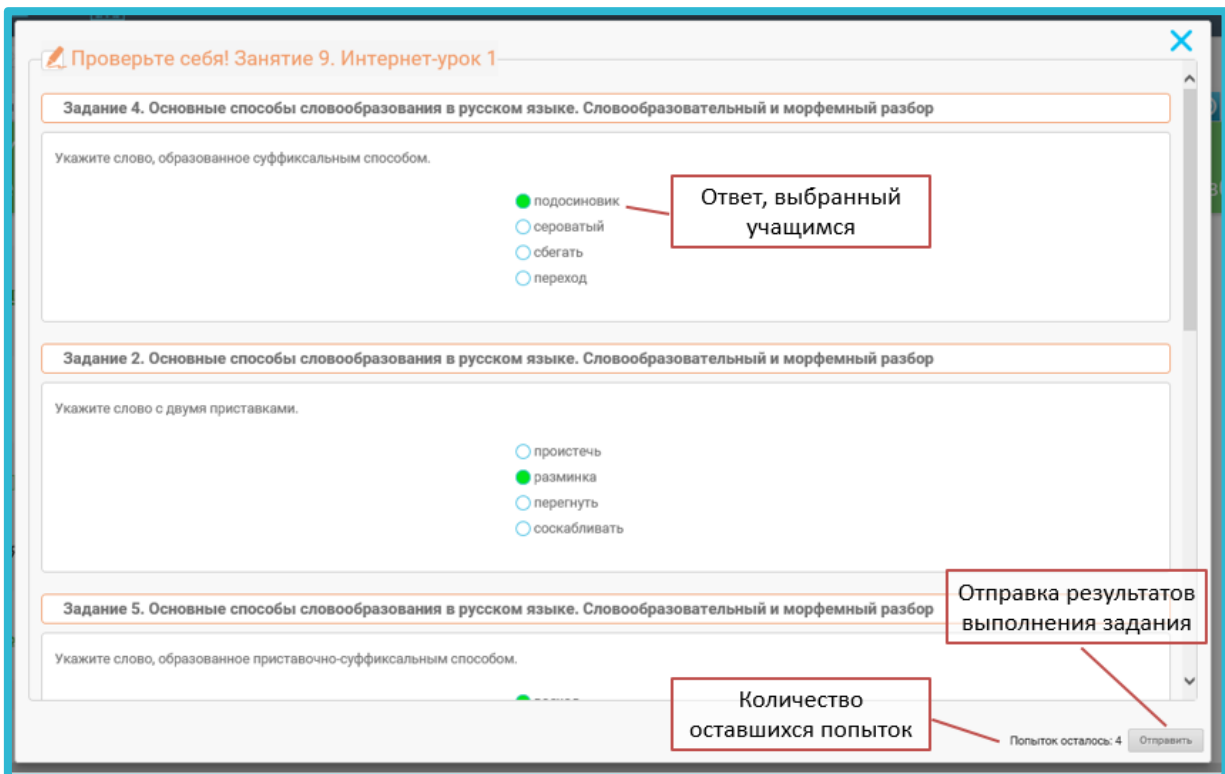 Проверьте себя! Занятие 9. Интернет-урок 1
Задание 4. Основные способы словообразования в русском языке. Словообразовательный и морфемный разбор
Укажите слово, образованное суффиксальным способом.
подосиновик
сероватый
сбегать
переход
Ответ, выбранный
учащимся
Задание 2. Основные способы словообразования в русском языке. Словообразовательный и морфемный разбор
Укажите слово с двумя приставками.
проистечь
разминка
перегнуть
соскабливать
Задание 5. Основные способы словообразования в русском языке. Словообразовательный и морфемный разбор
Отправка результатов
выполнения задания
Укажите слово, образованное приставочно-суффиксальным способом.
Количество
оставшихся попыток
Попыток осталось: 4
Отправить